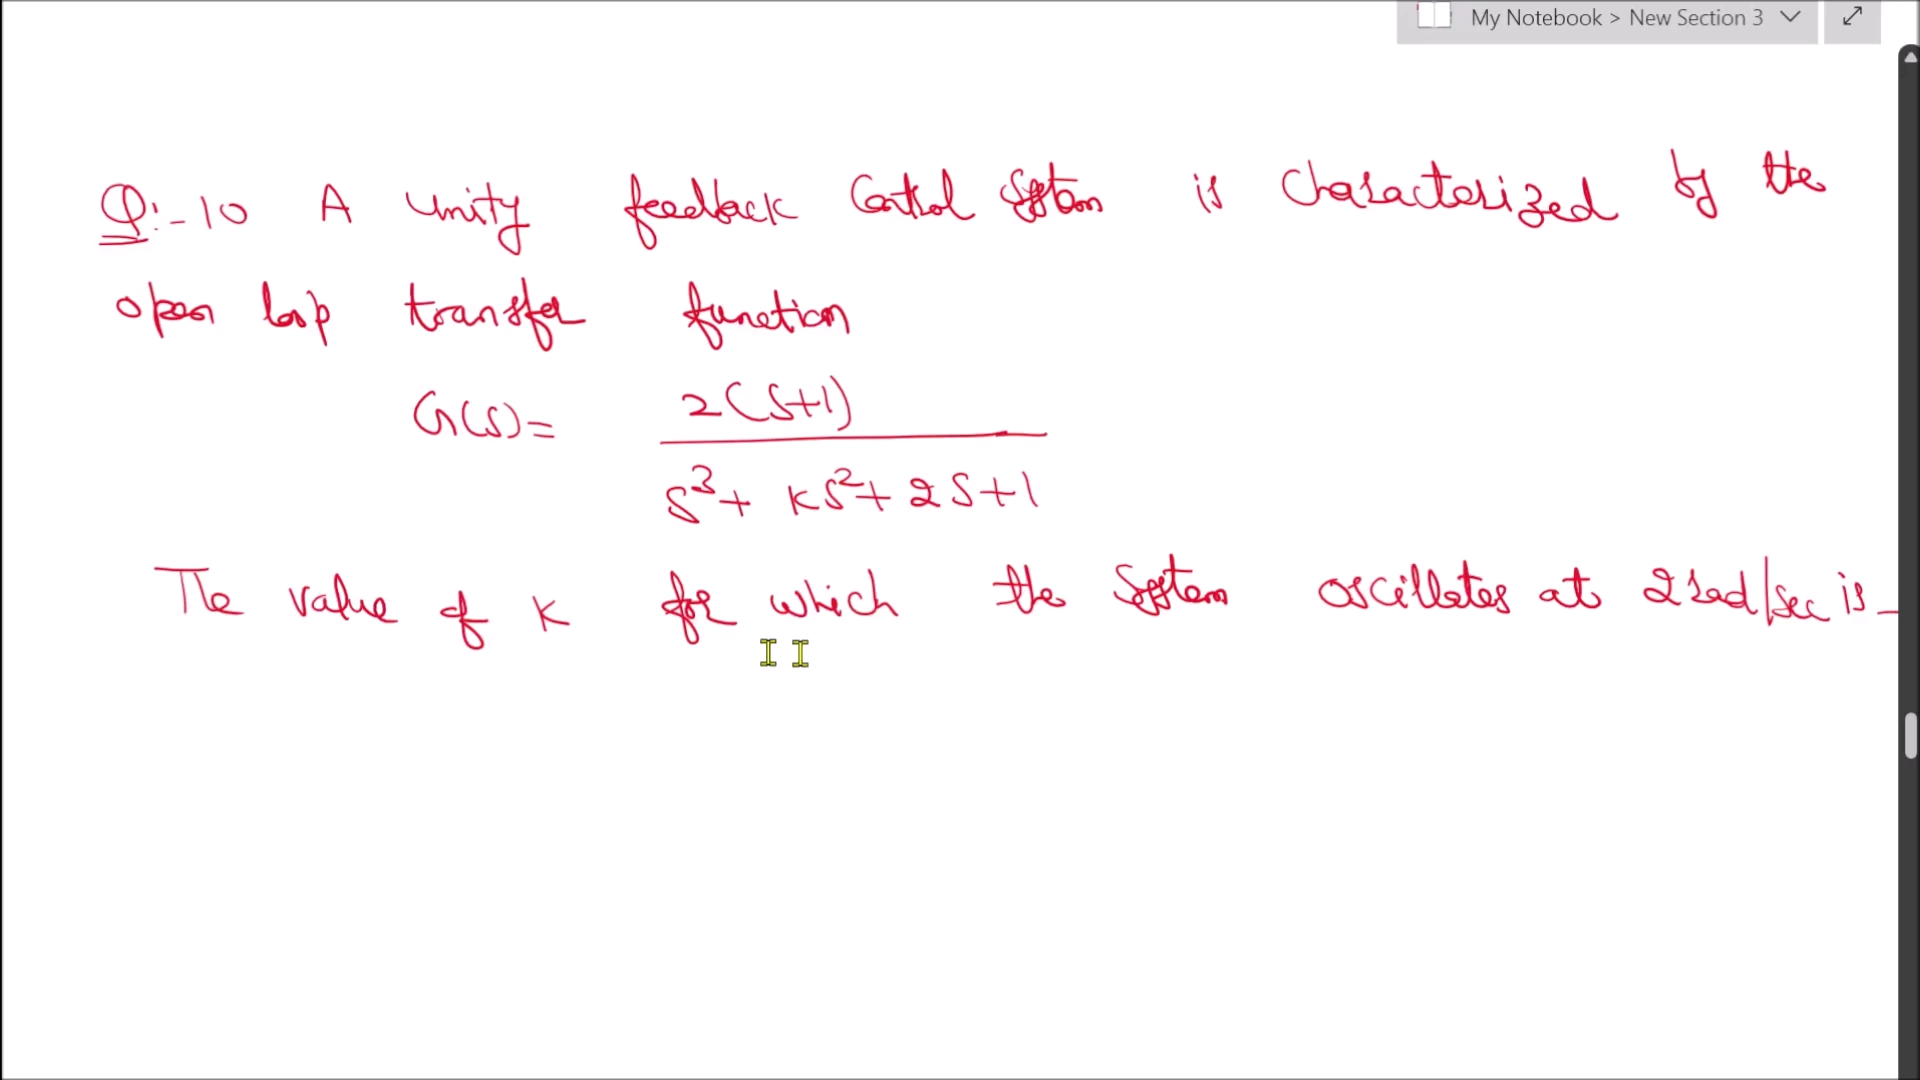 My Notebook > New Section 3
Q:-10 A unity feedback Control System is characterized by the
open loop transfer function
G(s)= 2(s+1)
s³+ Ks²+ 2s+1
The value of K for which the System oscillates at 2 rad/sec is_